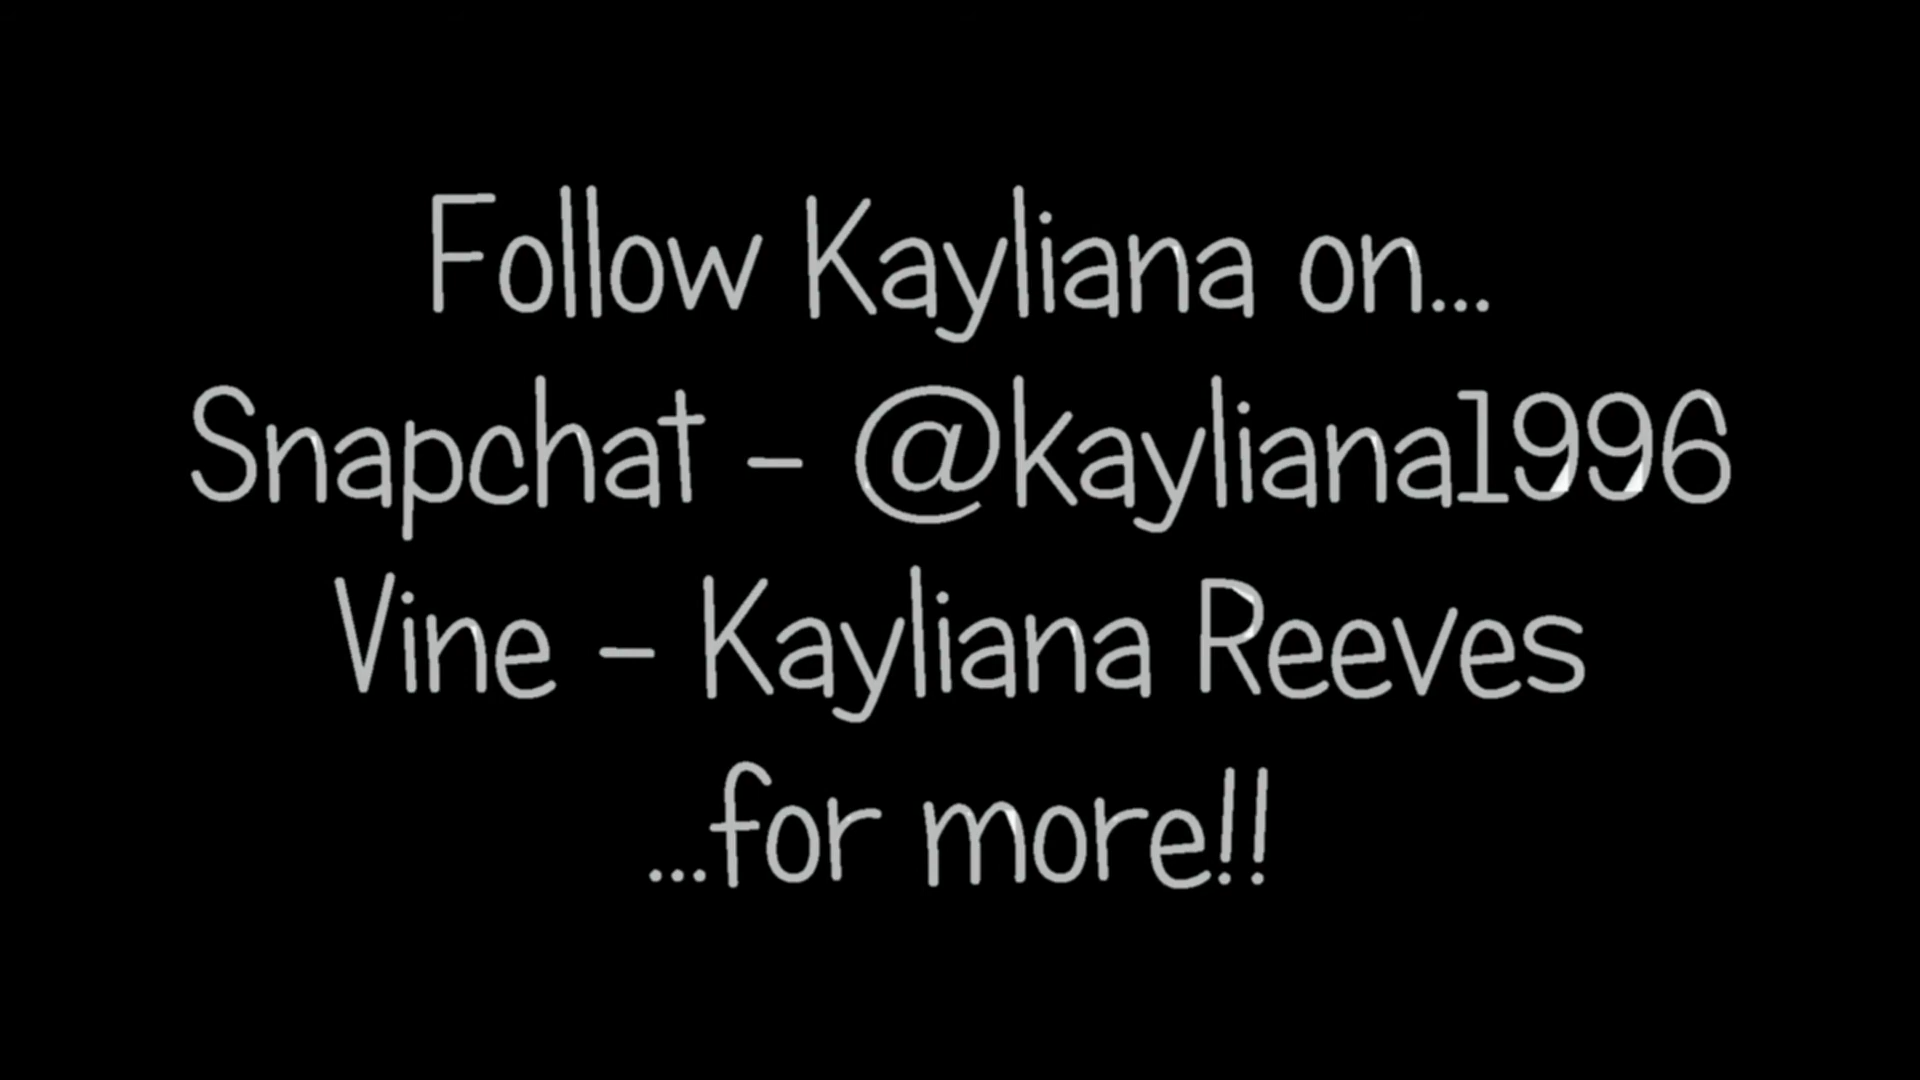 Follow Kayliana on...
Snapchat - @kayliana1996
Vine - Kayliana Reeves
...for more!!